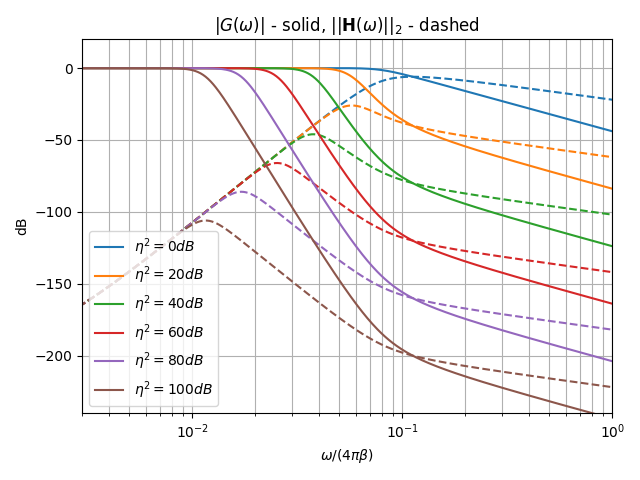 |G(ω)| - solid, ||𝐇(ω)||₂ - dashed
0
−50
−100
−150
−200
dB
η² = 0dB
η² = 20dB
η² = 40dB
η² = 60dB
η² = 80dB
η² = 100dB
10⁻² 10⁻¹ 10⁰
ω/(4πβ)